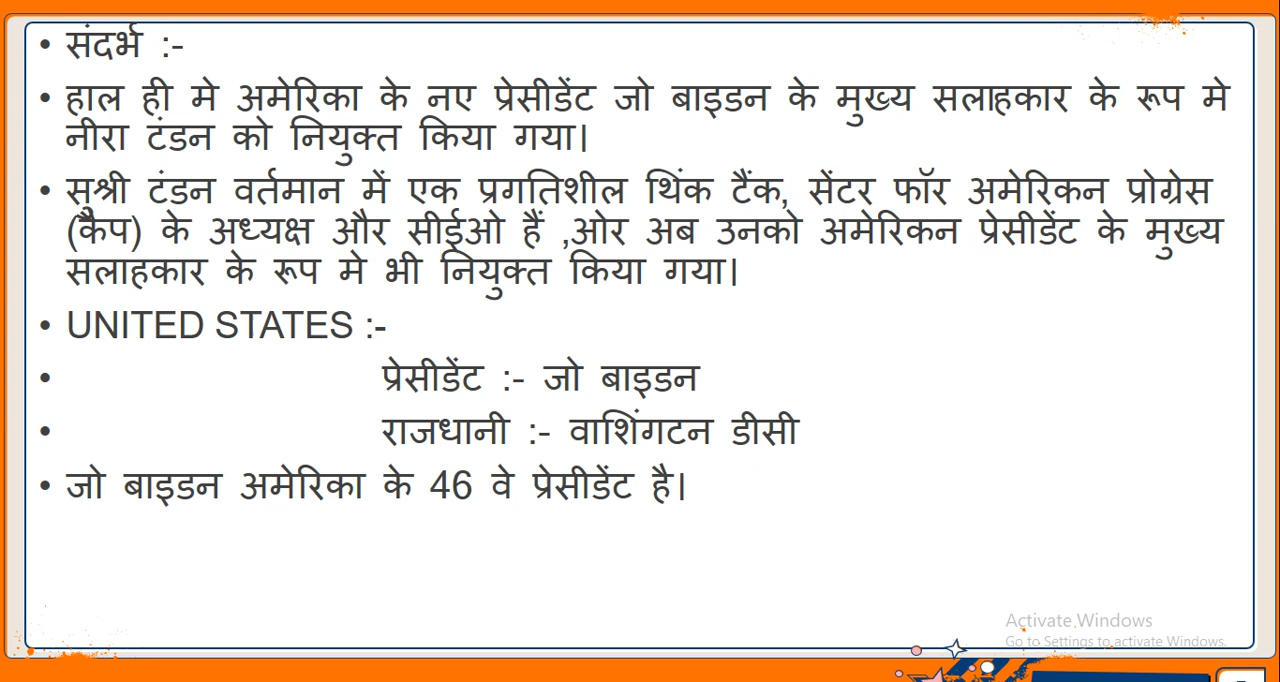 • संदर्भ :-
• हाल ही मे अमेरिका के नए प्रेसीडेंट जो बाइडन के मुख्य सलाहकार के रूप मे
नीरा टंडन को नियुक्त किया गया।
• सुश्री टंडन वर्तमान में एक प्रगतिशील थिंक टैंक, सेंटर फॉर अमेरिकन प्रोग्रेस
(कैप) के अध्यक्ष और सीईओ हैं ,ओर अब उनको अमेरिकन प्रेसीडेंट के मुख्य
सलाहकार के रूप मे भी नियुक्त किया गया।
• UNITED STATES :-
• प्रेसीडेंट :- जो बाइडन
• राजधानी :- वाशिंगटन डीसी
• जो बाइडन अमेरिका के 46 वे प्रेसीडेंट है।
Activate Windows
Go to Settings to activate Windows.